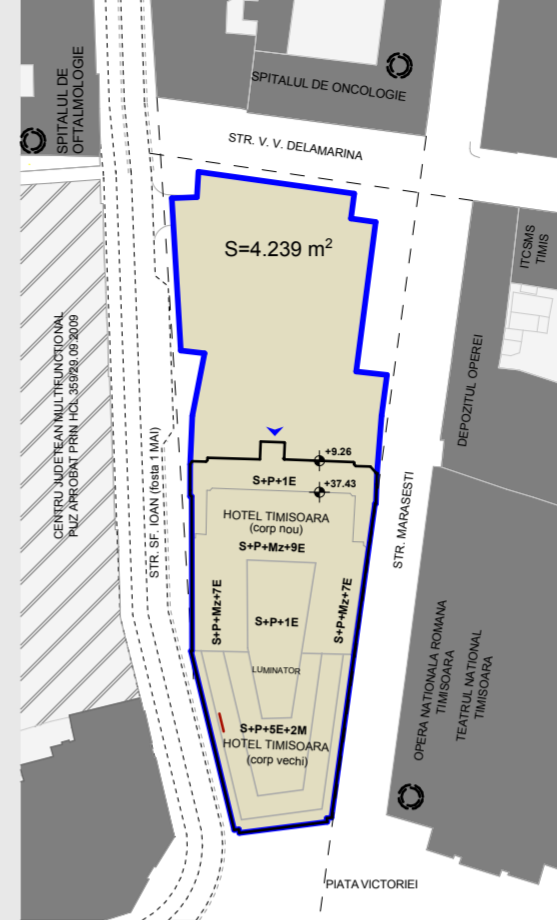 SPITALUL DE
OFTALMOLOGIE
SPITALUL DE ONCOLOGIE
STR. V. V. DELAMARINA
S=4.239 m²
ITCSMS
TIMIS
CENTRU JUDETEAN MULTIFUNCTIONAL
PUZ APROBAT PRIN HCL 359/29.09.2009
DEPOZITUL OPEREI
STR. SF. IOAN (fosta 1 MAI)
+9.26
S+P+1E
+37.43
HOTEL TIMISOARA
(corp nou)
S+P+Mz+9E
STR. MARASESTI
S+P+Mz+7E
S+P+1E
S+P+Mz+7E
LUMINATOR
OPERA NATIONALA ROMANA
TIMISOARA
TEATRUL NATIONAL
TIMISOARA
S+P+5E+2M
HOTEL TIMISOARA
(corp vechi)
PIATA VICTORIEI